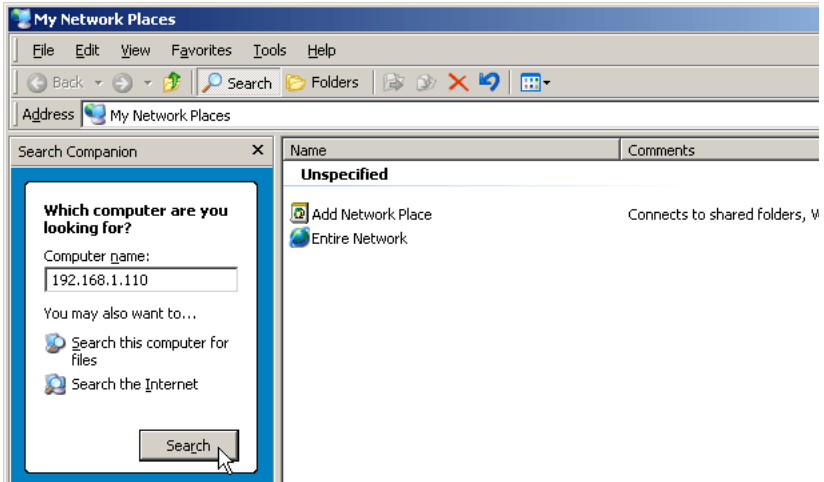 My Network Places
File Edit View Favorites Tools Help
Back Search Folders
Address My Network Places
Search Companion
Name Comments
Unspecified
Which computer are you
looking for?
Computer name:
192.168.1.110
You may also want to...
Search this computer for
files
Search the Internet
Search
Add Network Place Connects to shared folders, W
Entire Network